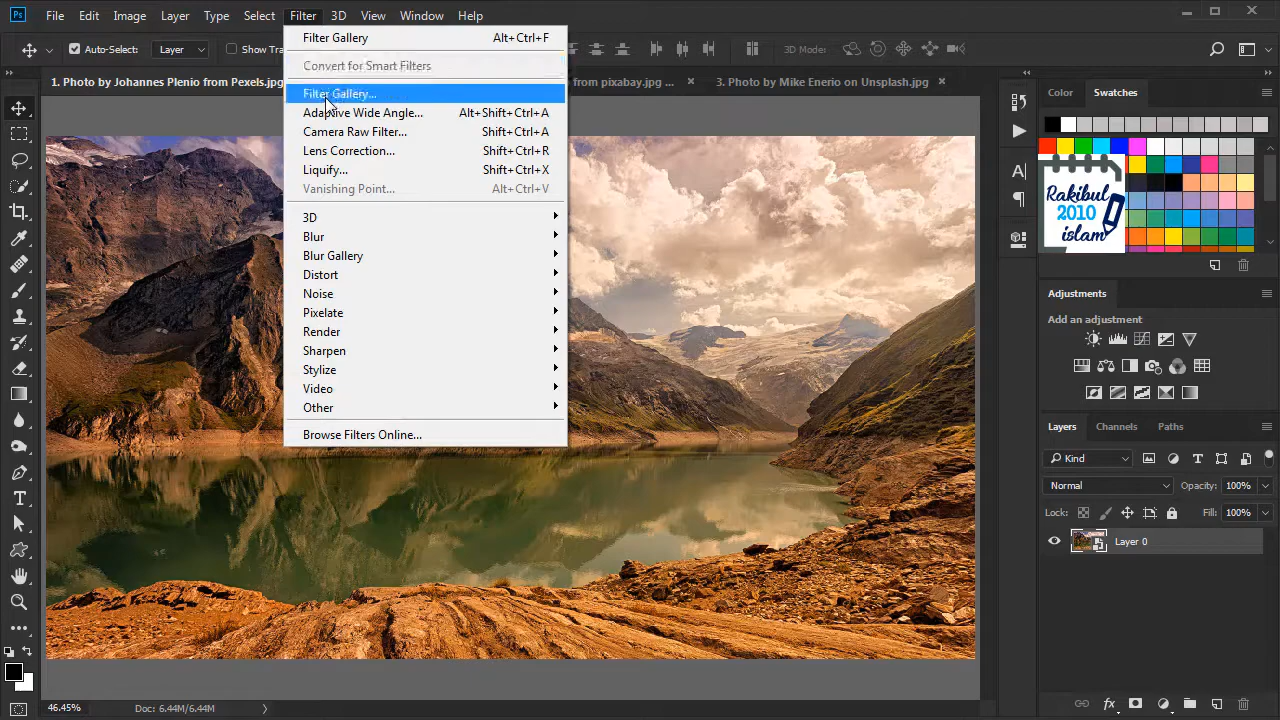 Ps File Edit Image Layer Type Select Filter 3D View Window Help
Auto-Select: Layer Show Tra 3D Mode:
1. Photo by Johannes Plenio from Pexels.jpg from pixabay.jpg ... 3. Photo by Mike Enerio on Unsplash.jpg
Filter Gallery Alt+Ctrl+F
Convert for Smart Filters
Filter Gallery...
Adaptive Wide Angle... Alt+Shift+Ctrl+A
Camera Raw Filter... Shift+Ctrl+A
Lens Correction... Shift+Ctrl+R
Liquify... Shift+Ctrl+X
Vanishing Point... Alt+Ctrl+V
3D
Blur
Blur Gallery
Distort
Noise
Pixelate
Render
Sharpen
Stylize
Video
Other
Browse Filters Online...
Color Swatches
Rakibul
2010
islam
Adjustments
Add an adjustment
Layers Channels Paths
Kind
Normal Opacity: 100%
Lock: Fill: 100%
Layer 0
fx
46.45% Doc: 6.44M/6.44M